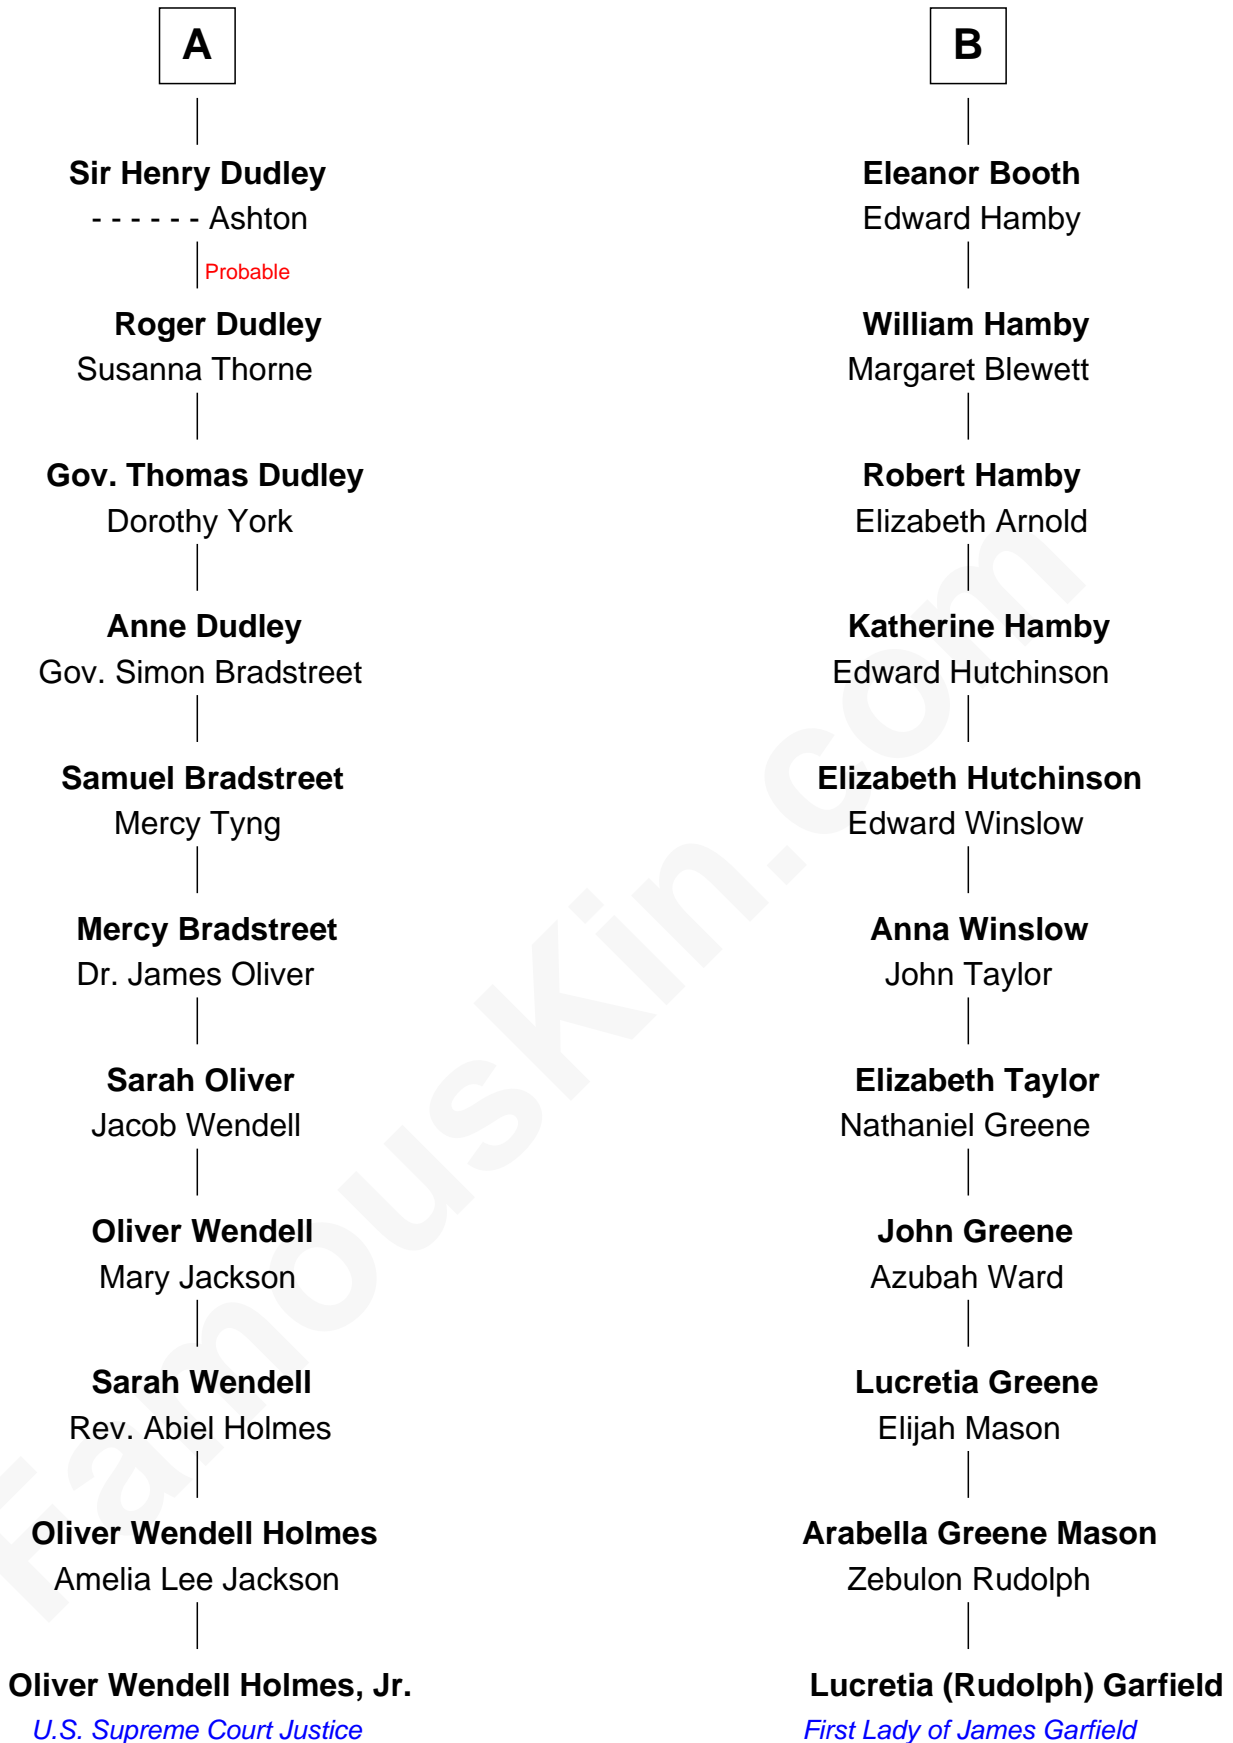 A
Sir Henry Dudley
- - - - - - Ashton
Probable
Roger Dudley
Susanna Thorne
Gov. Thomas Dudley
Dorothy York
Anne Dudley
Gov. Simon Bradstreet
Samuel Bradstreet
Mercy Tyng
Mercy Bradstreet
Dr. James Oliver
Sarah Oliver
Jacob Wendell
Oliver Wendell
Mary Jackson
Sarah Wendell
Rev. Abiel Holmes
Oliver Wendell Holmes
Amelia Lee Jackson
Oliver Wendell Holmes, Jr.
U.S. Supreme Court Justice
B
Eleanor Booth
Edward Hamby
William Hamby
Margaret Blewett
Robert Hamby
Elizabeth Arnold
Katherine Hamby
Edward Hutchinson
Elizabeth Hutchinson
Edward Winslow
Anna Winslow
John Taylor
Elizabeth Taylor
Nathaniel Greene
John Greene
Azubah Ward
Lucretia Greene
Elijah Mason
Arabella Greene Mason
Zebulon Rudolph
Lucretia (Rudolph) Garfield
First Lady of James Garfield
FamousKin.com